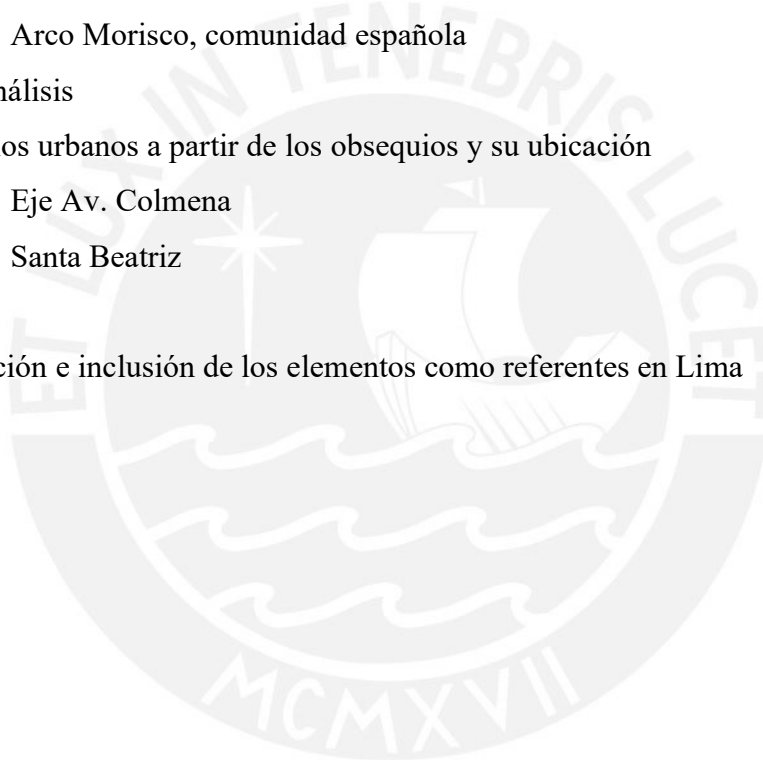 Arco Morisco, comunidad española
nálisis
os urbanos a partir de los obsequios y su ubicación
Eje Av. Colmena
Santa Beatriz
ción e inclusión de los elementos como referentes en Lima
ET LUX IN TENEBRIS LUCET
MCMXVII